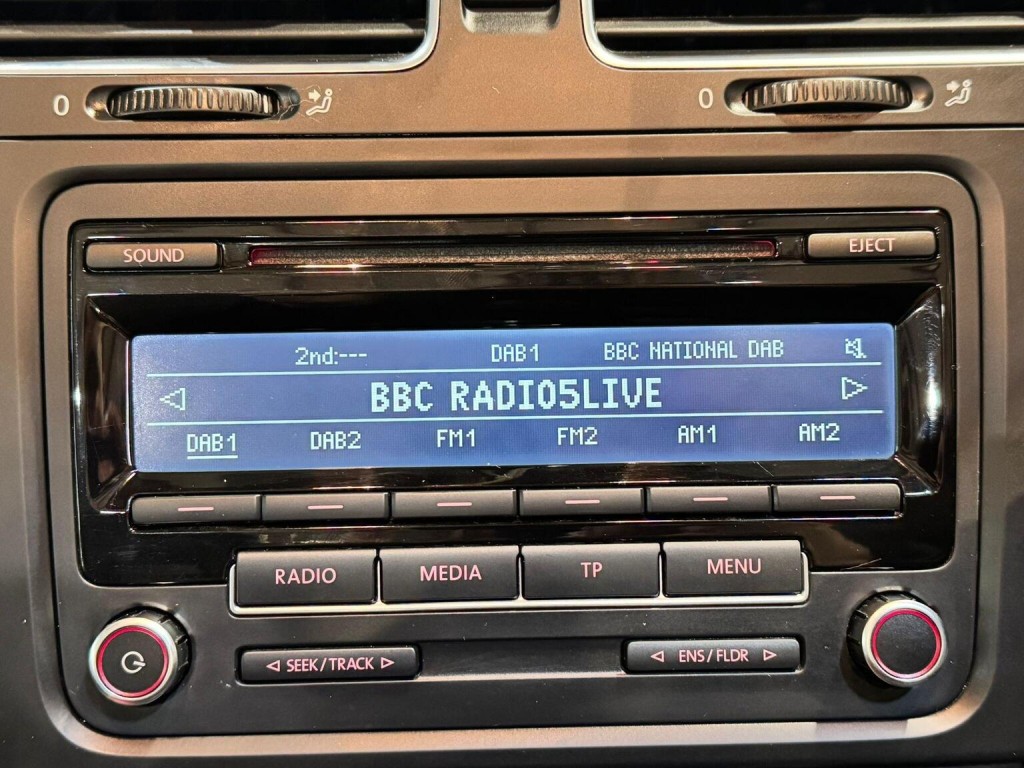 0 0
SOUND EJECT
2nd:--- DAB1 BBC NATIONAL DAB
BBC RADIO5LIVE
DAB1 DAB2 FM1 FM2 AM1 AM2
RADIO MEDIA TP MENU
SEEK/TRACK ENS/FLDR